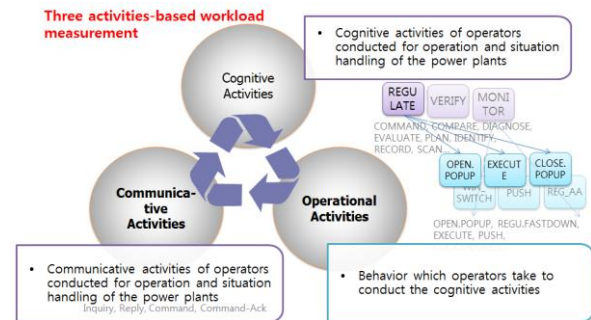 Three activities-based workload
measurement
• Cognitive activities of operators
conducted for operation and situation
handling of the power plants
Cognitive
Activities
REGU
LATE
VERIFY
MONI
TOR
COMMAND, COMPARE, DIAGNOSE,
EVALUATE, PLAN, IDENTIFY,
RECORD, SCAN
OPEN.
POPUP
EXECUT
E
CLOSE.
POPUP
SWITCH
PUSH
REG_AA
OPEN.POPUP, REGU.FASTDOWN,
EXECUTE, PUSH,
Communica-
tive
Activities
Operational
Activities
• Communicative activities of operators
conducted for operation and situation
handling of the power plants
Inquiry, Reply, Command, Command-Ack
• Behavior which operators take to
conduct the cognitive activities